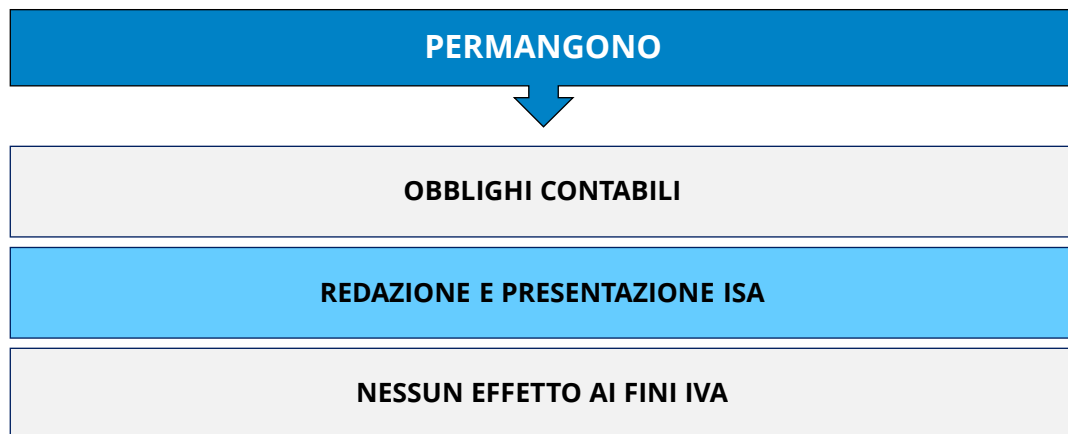 PERMANGONO
OBBLIGHI CONTABILI
REDAZIONE E PRESENTAZIONE ISA
NESSUN EFFETTO AI FINI IVA